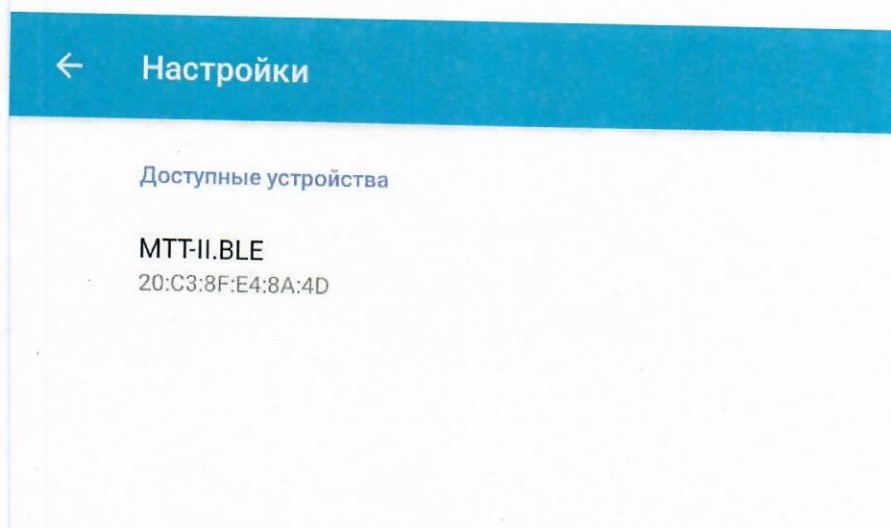 Настройки
Доступные устройства
MTT-II.BLE
20:C3:8F:E4:8A:4D